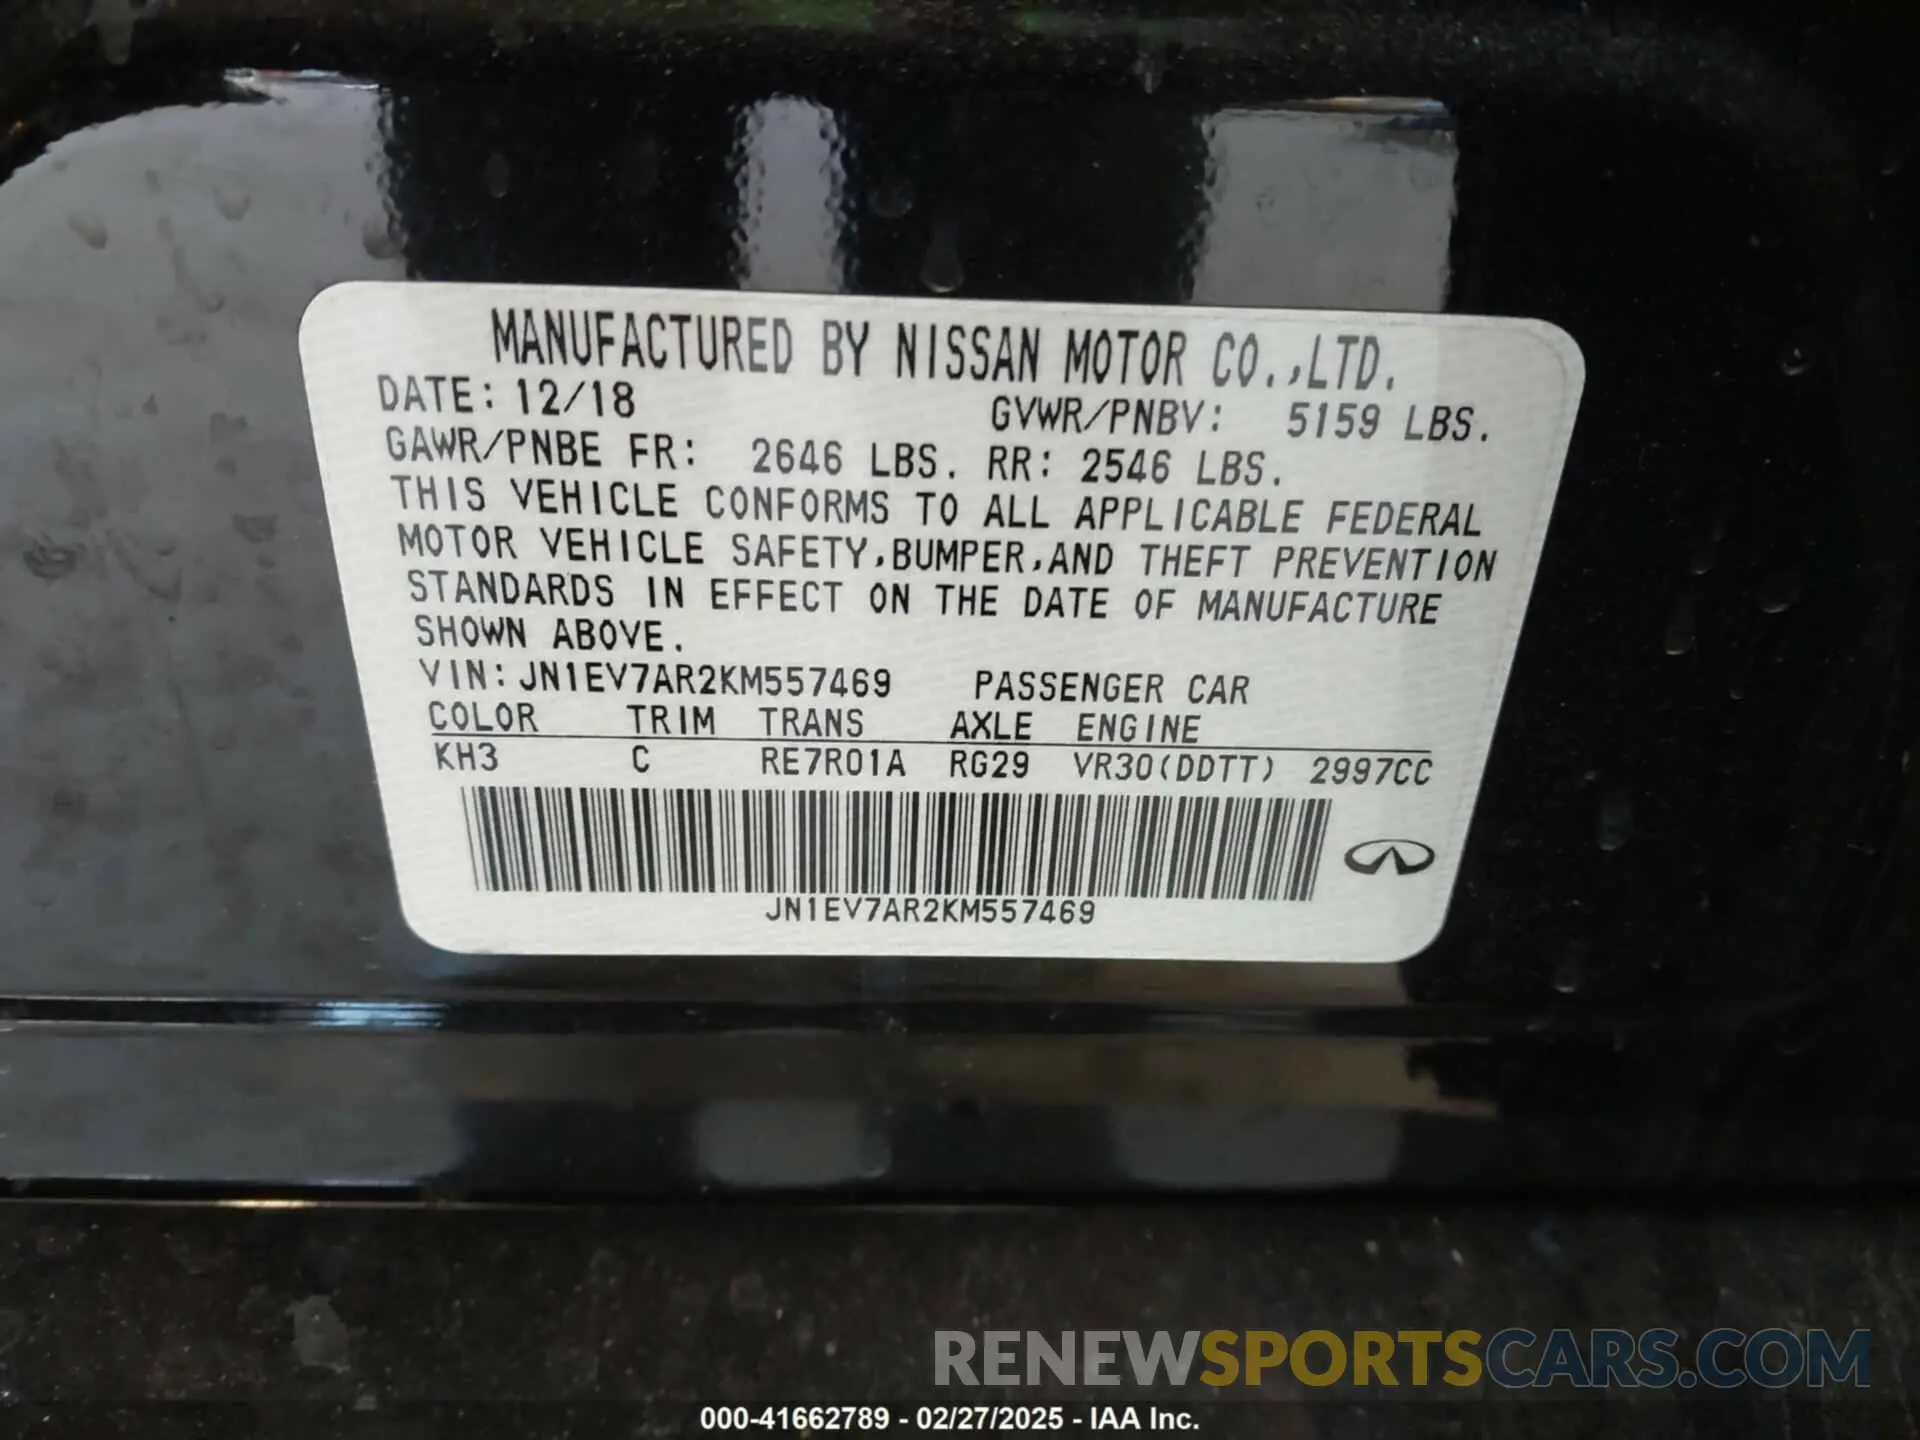 MANUFACTURED BY NISSAN MOTOR CO.,LTD.
DATE: 12/18 GVWR/PNBV: 5159 LBS.
GAWR/PNBE FR: 2646 LBS. RR: 2546 LBS.
THIS VEHICLE CONFORMS TO ALL APPLICABLE FEDERAL
MOTOR VEHICLE SAFETY,BUMPER,AND THEFT PREVENTION
STANDARDS IN EFFECT ON THE DATE OF MANUFACTURE
SHOWN ABOVE.
VIN: JN1EV7AR2KM557469 PASSENGER CAR
COLOR TRIM TRANS AXLE ENGINE
KH3 C RE7R01A RG29 VR30(DDTT) 2997CC
JN1EV7AR2KM557469
RENEWSPORTSCARS.COM
000-41662789 - 02/27/2025 - IAA Inc.